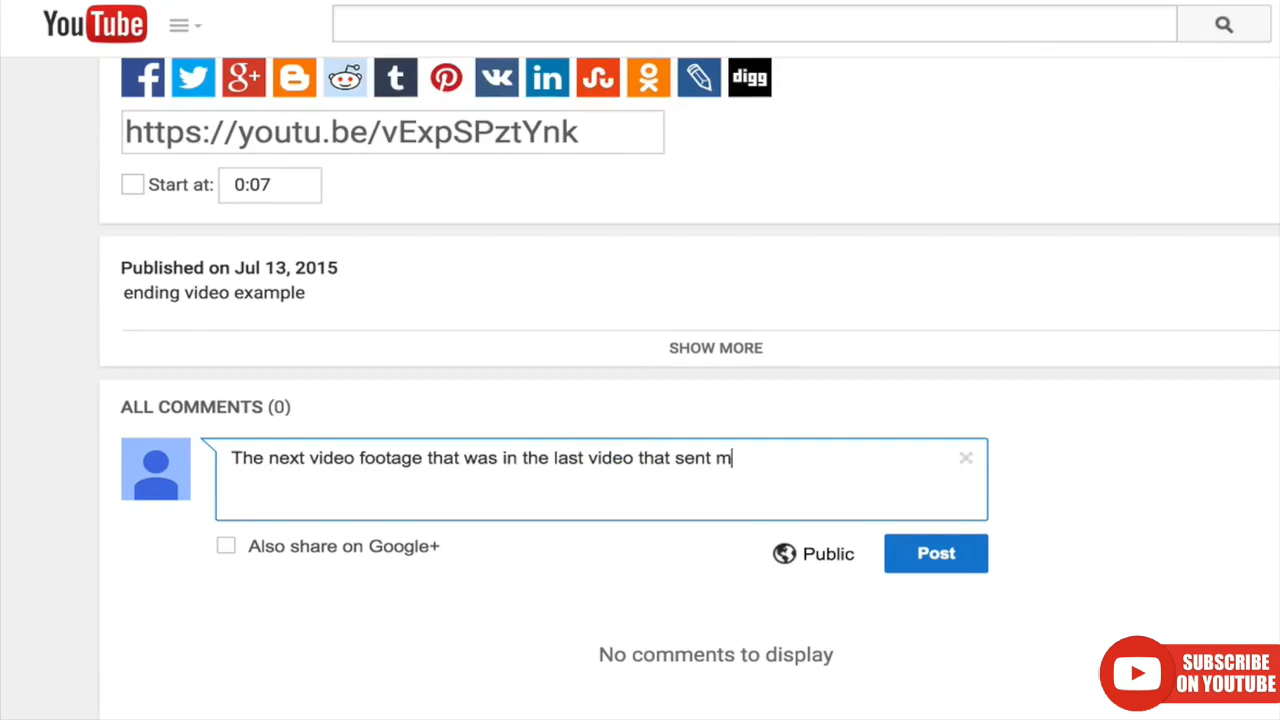 YouTube
digg
https://youtu.be/vExpSPztYnk
Start at: 0:07
Published on Jul 13, 2015
ending video example
SHOW MORE
ALL COMMENTS (0)
The next video footage that was in the last video that sent m
Also share on Google+
Public
Post
No comments to display
SUBSCRIBE
ON YOUTUBE